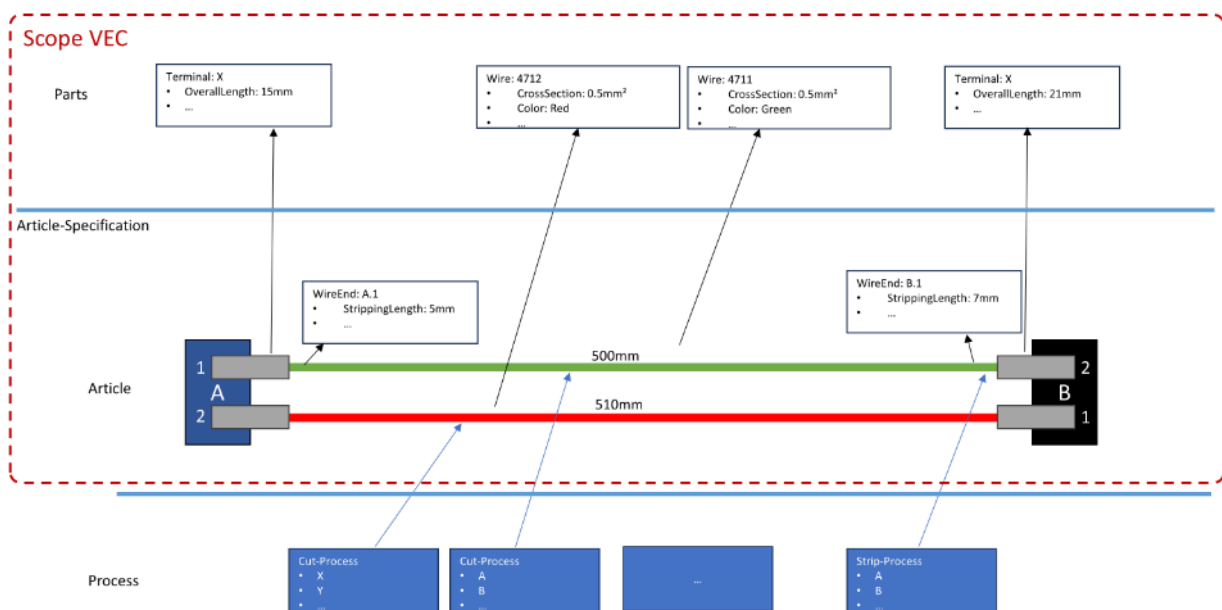 Scope VEC
Parts
Terminal: X
• OverallLength: 15mm
• ...
Wire: 4712
• CrossSection: 0.5mm²
• Color: Red
• ...
Wire: 4711
• CrossSection: 0.5mm²
• Color: Green
• ...
Terminal: X
• OverallLength: 21mm
• ...
Article-Specification
WireEnd: A.1
• StrippingLength: 5mm
• ...
WireEnd: B.1
• StrippingLength: 7mm
• ...
Article
1
A
2
500mm
510mm
2
B
1
Process
Cut-Process
• X
• Y
• ...
Cut-Process
• A
• B
• ...
...
Strip-Process
• A
• B
• ...